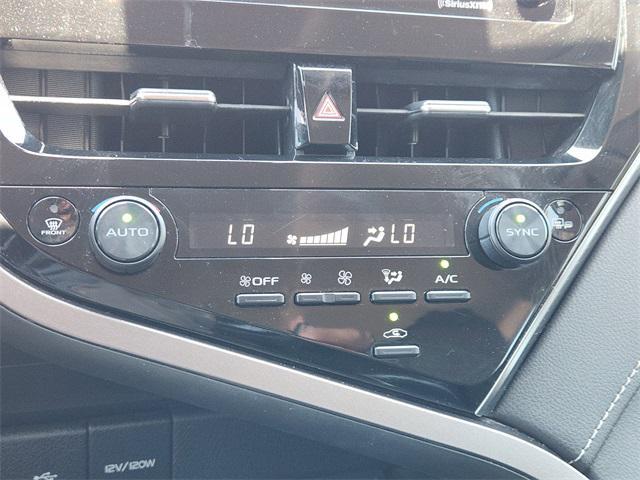 SiriusXM
FRONT
AUTO
LO
LO
SYNC
OFF
A/C
12V/120W